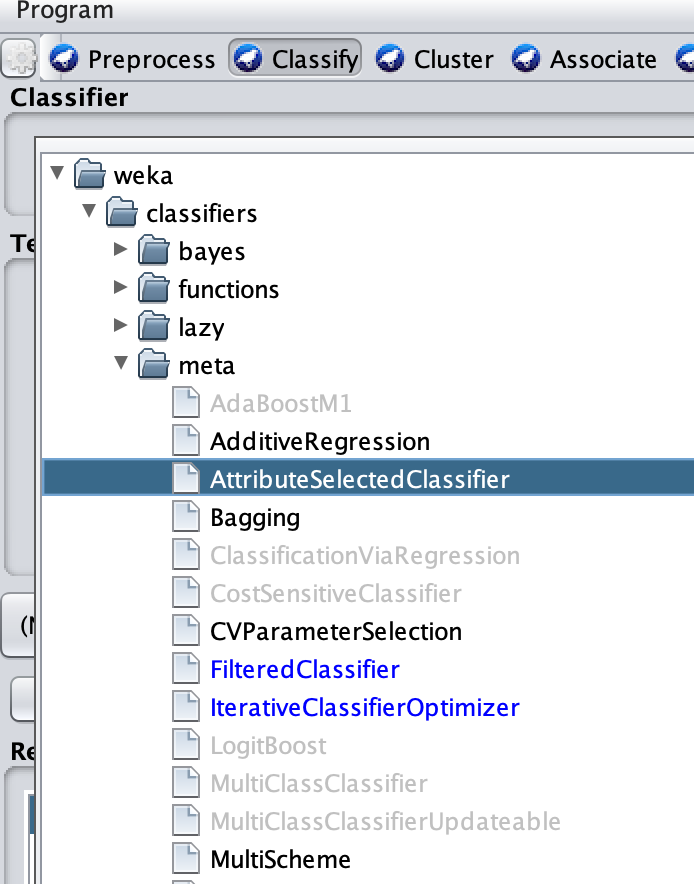 Program
Preprocess Classify Cluster Associate
Classifier
weka
classifiers
Te
bayes
functions
lazy
meta
AdaBoostM1
AdditiveRegression
AttributeSelectedClassifier
Bagging
ClassificationViaRegression
CostSensitiveClassifier
CVParameterSelection
FilteredClassifier
IterativeClassifierOptimizer
Re
LogitBoost
MultiClassClassifier
MultiClassClassifierUpdateable
MultiScheme